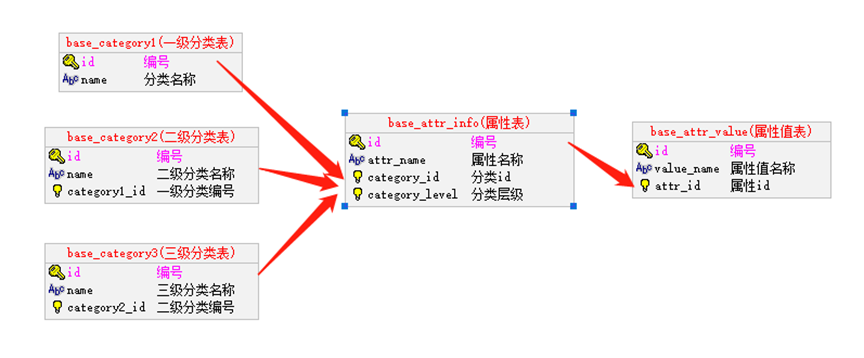 base_category1(一级分类表)
id 编号
Abc name 分类名称
base_category2(二级分类表)
id 编号
Abc name 二级分类名称
category1_id 一级分类编号
base_category3(三级分类表)
id 编号
Abc name 三级分类名称
category2_id 二级分类编号
base_attr_info(属性表)
id 编号
Abc attr_name 属性名称
category_id 分类id
category_level 分类层级
base_attr_value(属性值表)
id 编号
Abc value_name 属性值名称
attr_id 属性id